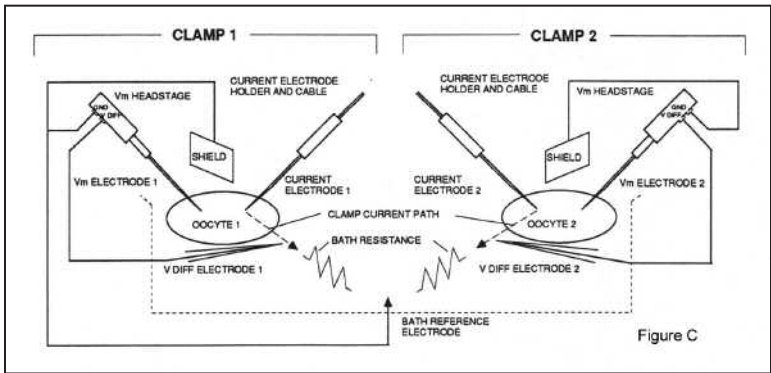 CLAMP 1
CURRENT ELECTRODE
HOLDER AND CABLE
Vm HEADSTAGE
GND
V DIFF
SHIELD
Vm ELECTRODE 1
CURRENT
ELECTRODE 1
OOCYTE 1
V DIFF ELECTRODE 1
CLAMP CURRENT PATH
BATH RESISTANCE
BATH REFERENCE
ELECTRODE
CLAMP 2
CURRENT ELECTRODE
HOLDER AND CABLE
Vm HEADSTAGE
GND
V DIFF
SHIELD
CURRENT
ELECTRODE 2
Vm ELECTRODE 2
OOCYTE 2
V DIFF ELECTRODE 2
Figure C